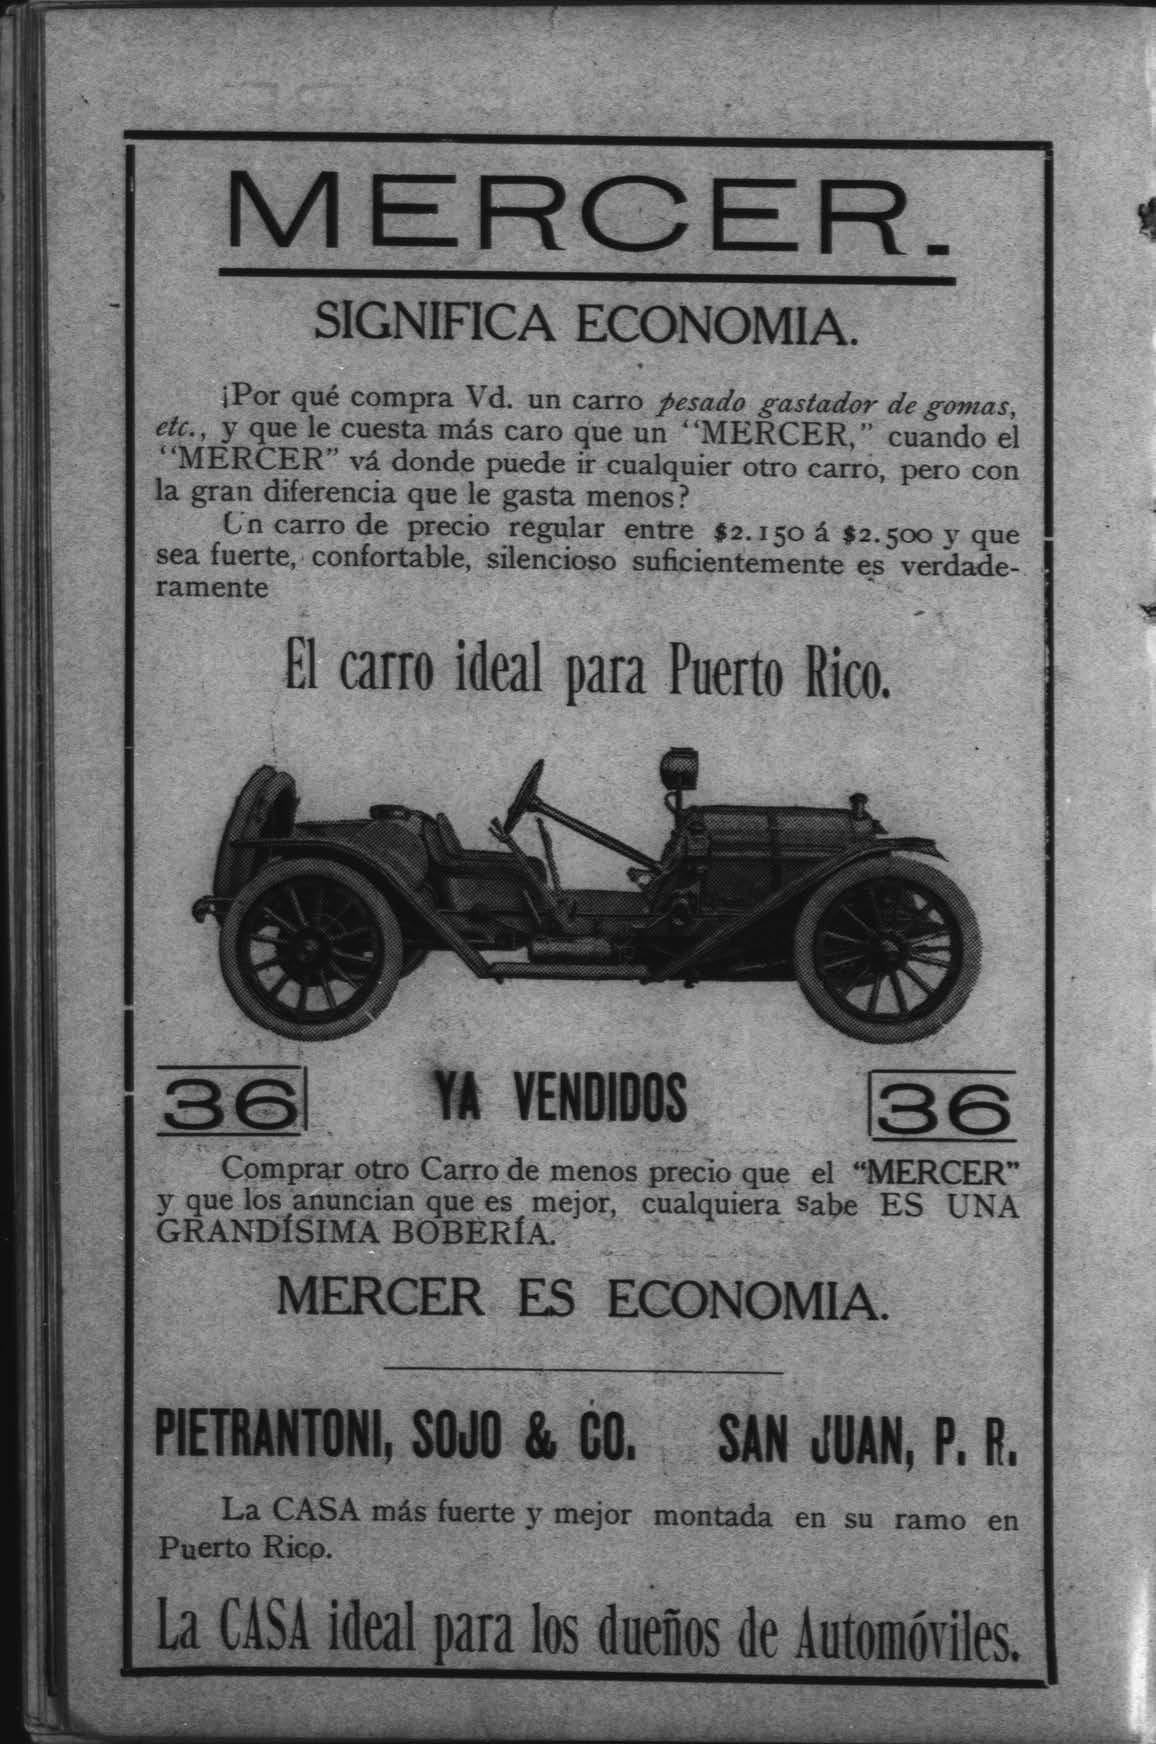 MERCER.
SIGNIFICA ECONOMIA.
¡Por qué compra Vd. un carro pesado gastador de gomas,
etc., y que le cuesta más caro que un "MERCER," cuando el
"MERCER" vá donde puede ir cualquier otro carro, pero con
la gran diferencia que le gasta menos?
Un carro de precio regular entre $2.150 á $2.500 y que
sea fuerte, confortable, silencioso suficientemente es verdade-
ramente
El carro ideal para Puerto Rico.
36 YA VENDIDOS 36
Comprar otro Carro de menos precio que el "MERCER"
y que los anuncian que es mejor, cualquiera sabe ES UNA
GRANDÍSIMA BOBERÍA.
MERCER ES ECONOMIA.
PIETRANTONI, SOJO & CO. SAN JUAN, P. R.
La CASA más fuerte y mejor montada en su ramo en
Puerto Rico.
La CASA ideal para los dueños de Automóviles.